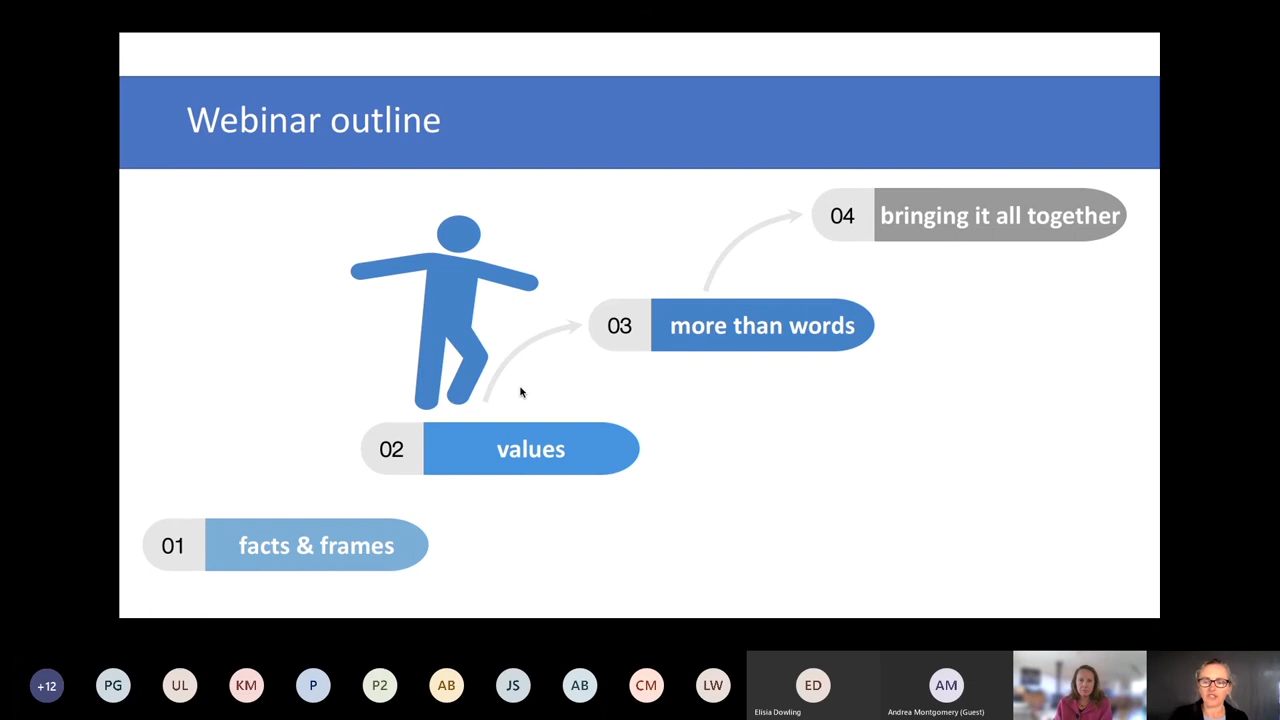 Webinar outline
04 bringing it all together
03 more than words
02 values
01 facts & frames
+12 PG UL KM P P2 AB JS AB CM LW ED AM
Elisia Dowling Andrea Montgomery (Guest)